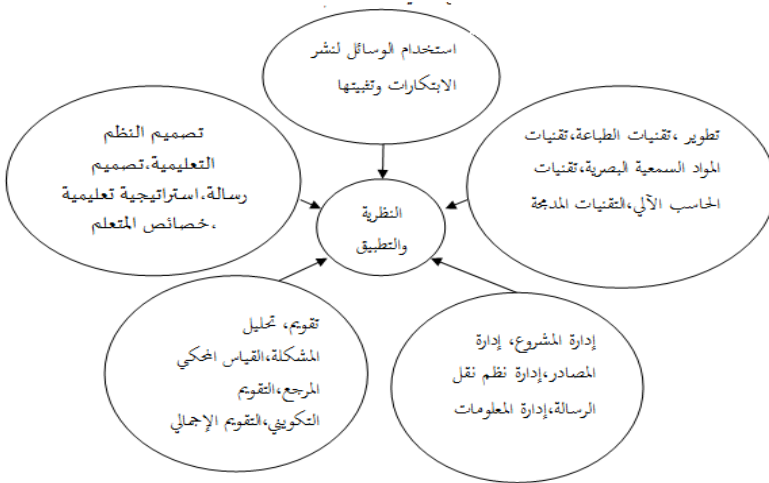 استخدام الوسائل لنشر
الابتكارات وتثبيتها
تطوير ،تقنيات الطباعة،تقنيات
المواد السمعية البصرية،تقنيات
الحاسب الآلي،التقنيات المدمجة
تصميم النظم
التعليمية،تصميم
رسالة،استراتيجية تعليمية
،خصائص المتعلم
النظرية
والتطبيق
إدارة المشروع، إدارة
المصادر،إدارة نظم نقل
الرسالة،إدارة المعلومات
تقويم، تحليل
المشكلة،القياس المحكي
المرجع،التقويم
التكويني،التقويم الإجمالي